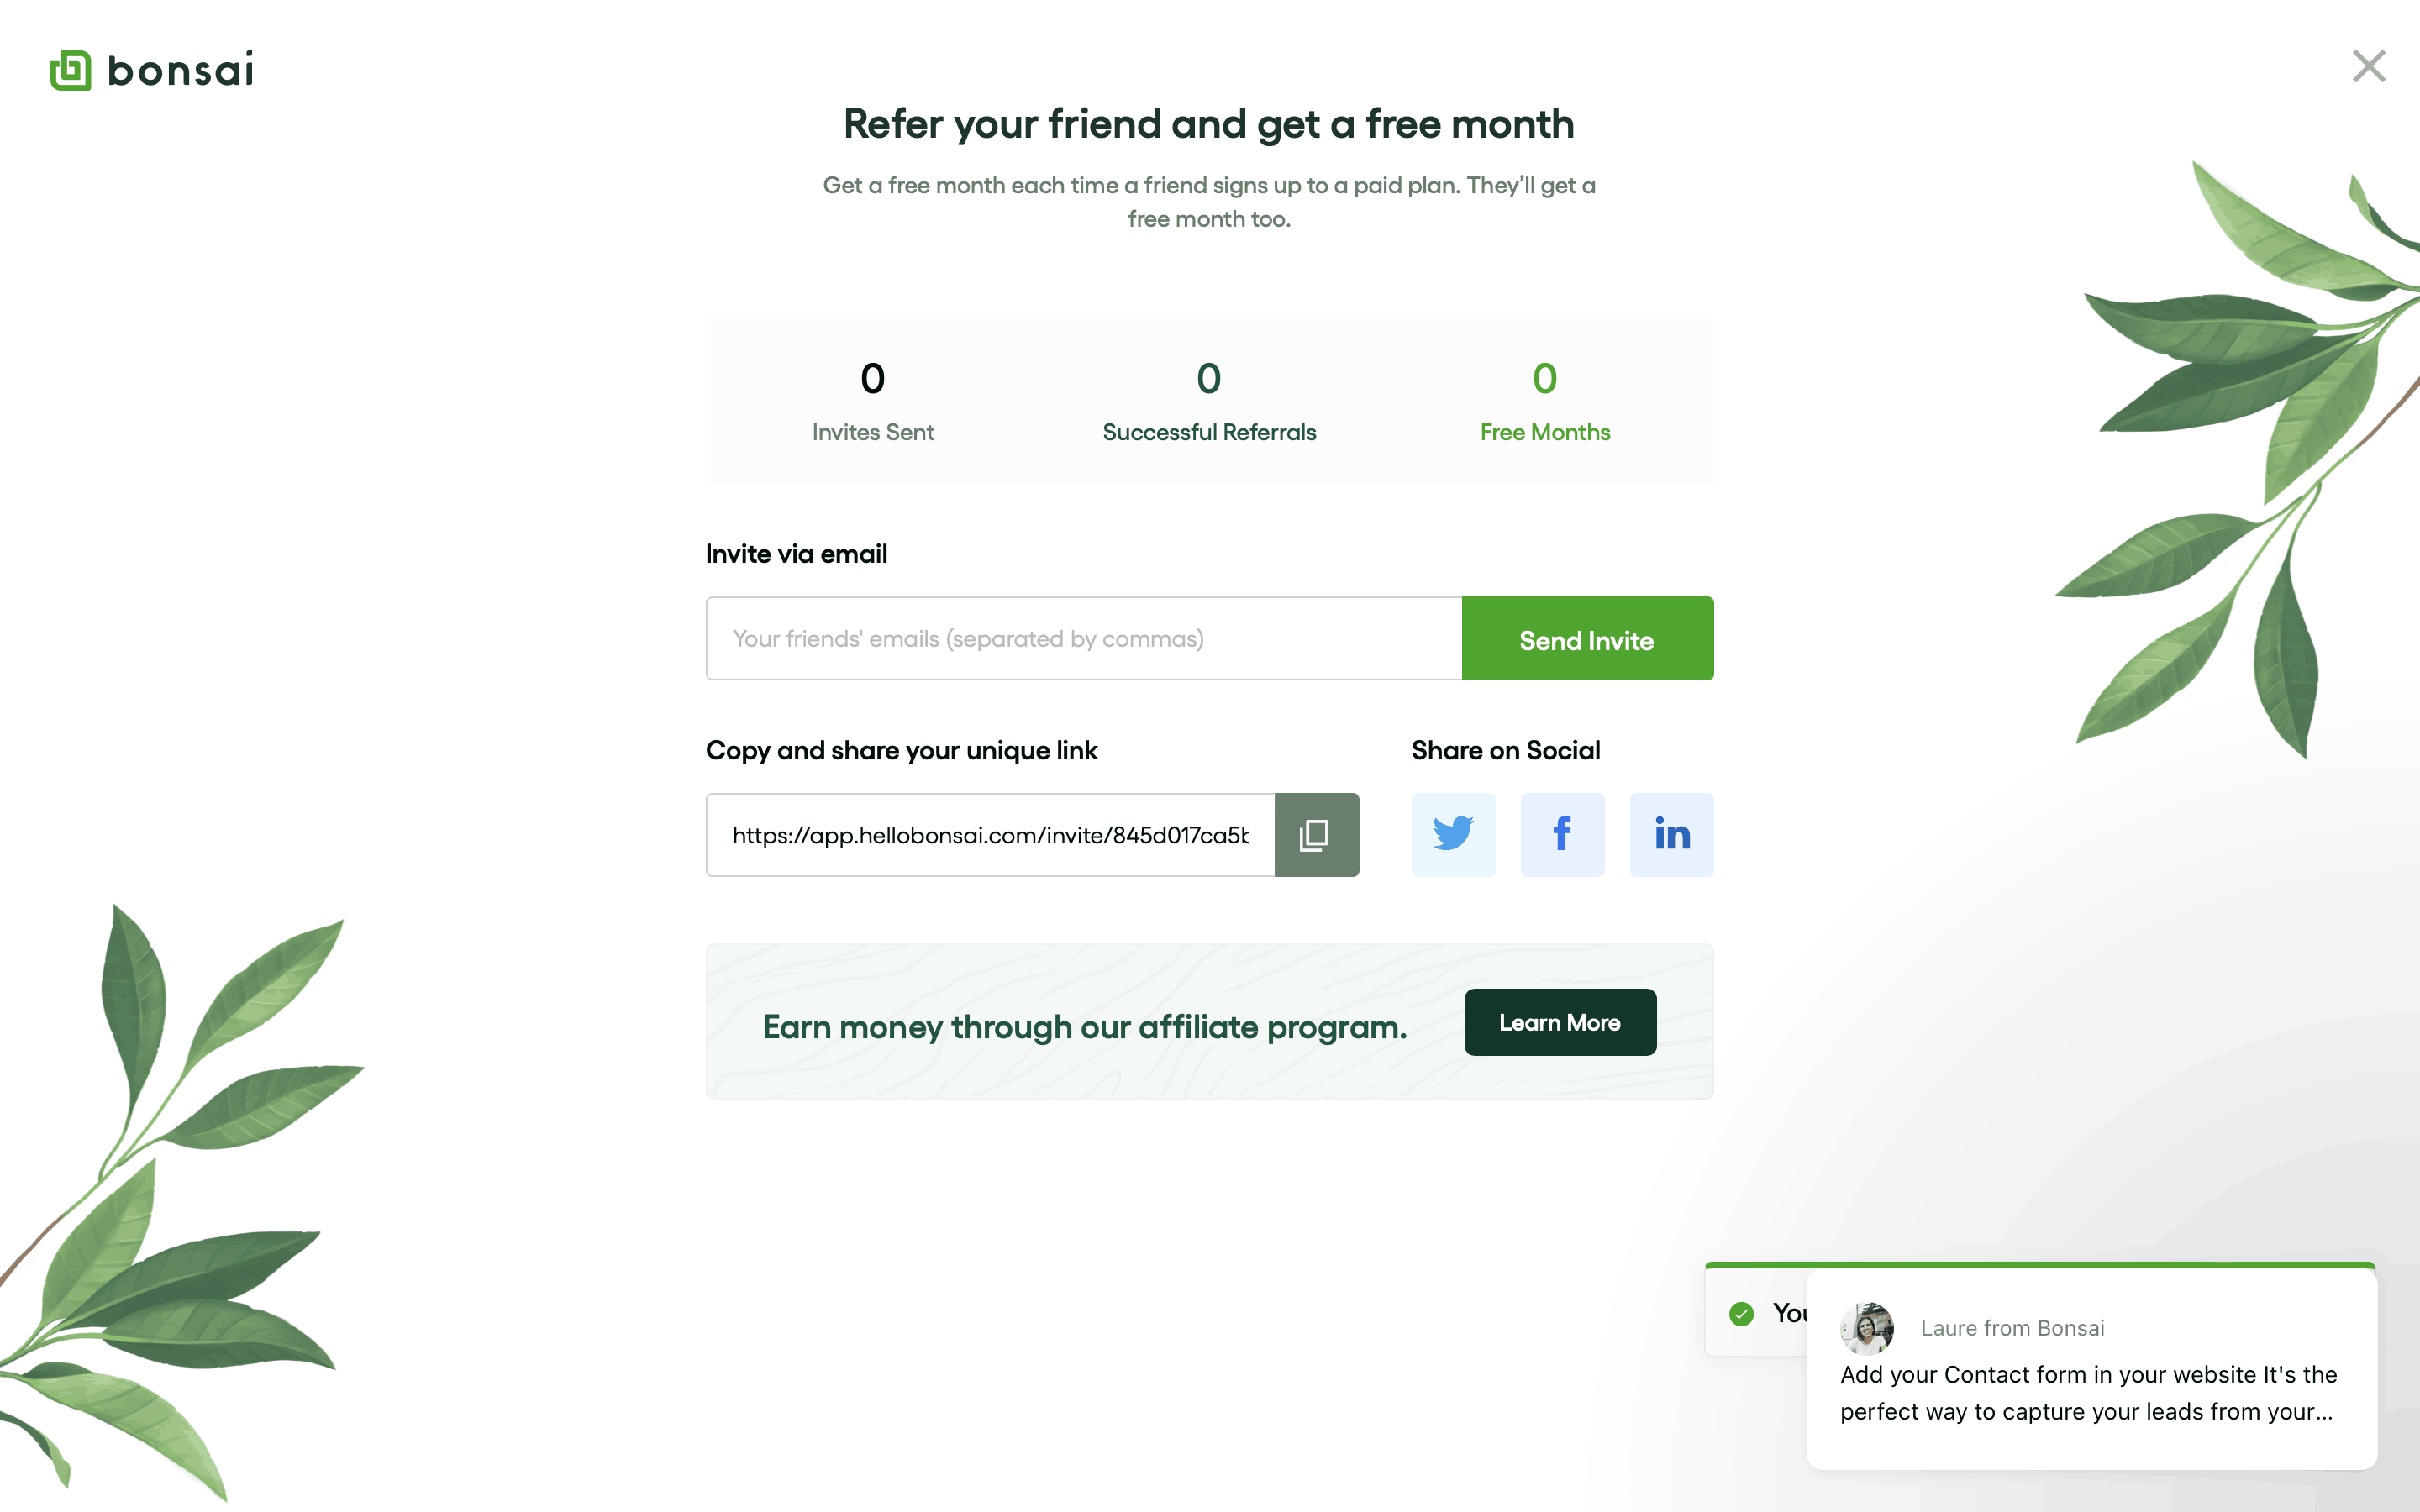 bonsai
Refer your friend and get a free month
Get a free month each time a friend signs up to a paid plan. They’ll get a
free month too.
0
Invites Sent
0
Successful Referrals
0
Free Months
Invite via email
Your friends' emails (separated by commas)
Send Invite
Copy and share your unique link
https://app.hellobonsai.com/invite/845d017ca5b
Share on Social
Earn money through our affiliate program.
Learn More
Laure from Bonsai
Add your Contact form in your website It's the
perfect way to capture your leads from your...